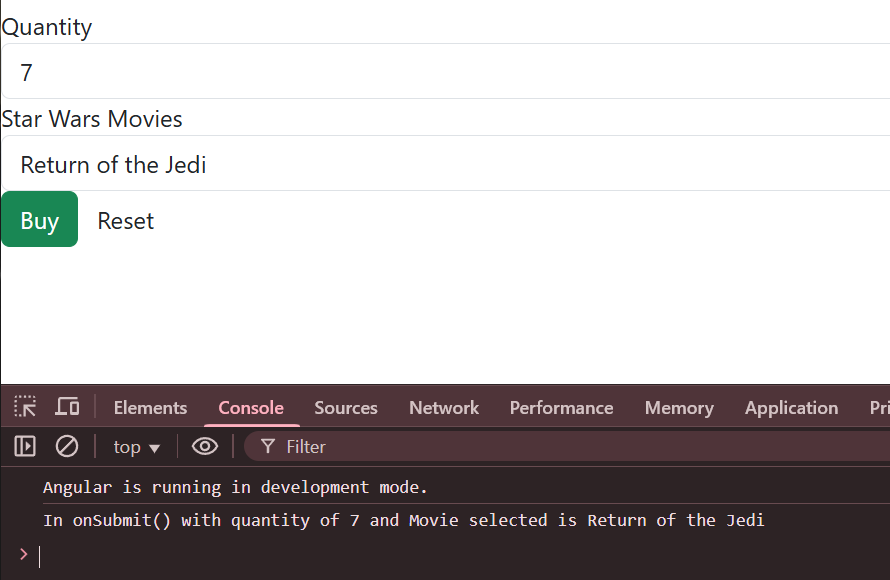 Quantity
7
Star Wars Movies
Return of the Jedi
Buy Reset
Elements Console Sources Network Performance Memory Application Pri
top Filter
Angular is running in development mode.
In onSubmit() with quantity of 7 and Movie selected is Return of the Jedi
>